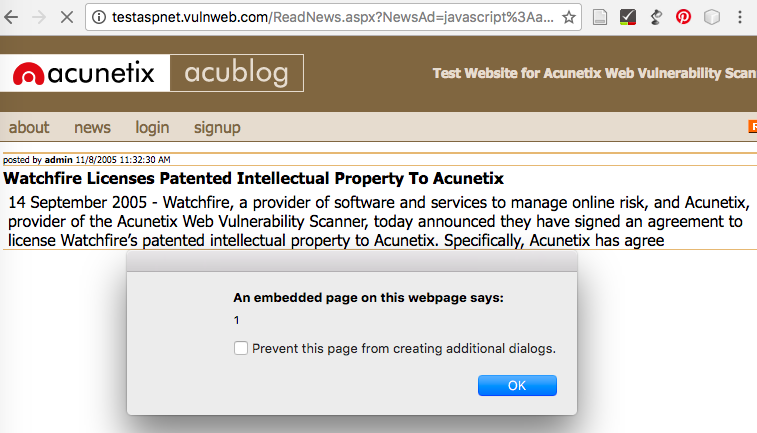 testaspnet.vulnweb.com/ReadNews.aspx?NewsAd=javascript%3Aa...
acunetix acublog
Test Website for Acunetix Web Vulnerability Scan
about news login signup
posted by admin 11/8/2005 11:32:30 AM
Watchfire Licenses Patented Intellectual Property To Acunetix
14 September 2005 - Watchfire, a provider of software and services to manage online risk, and Acunetix,
provider of the Acunetix Web Vulnerability Scanner, today announced they have signed an agreement to
license Watchfire’s patented intellectual property to Acunetix. Specifically, Acunetix has agree
An embedded page on this webpage says:
1
Prevent this page from creating additional dialogs.
OK